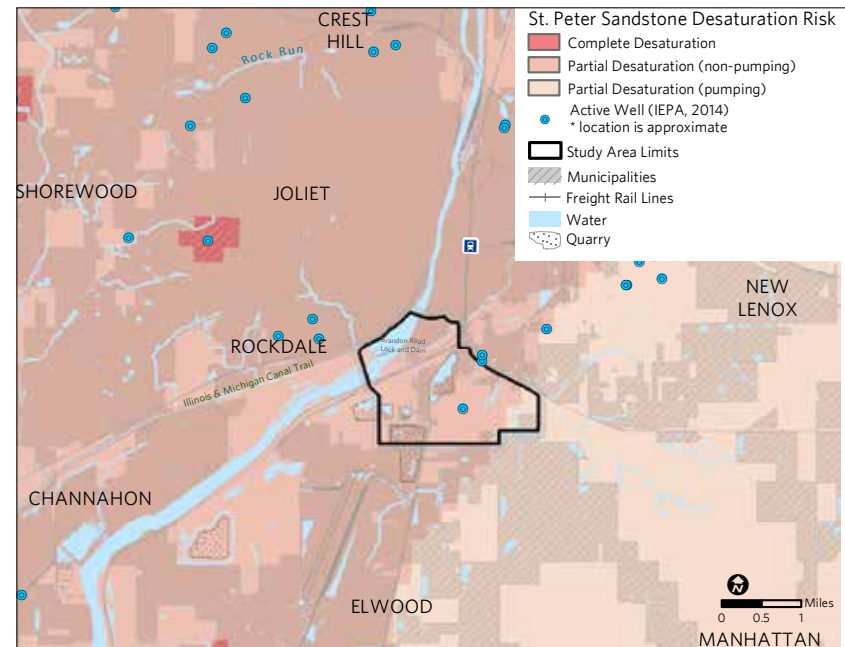 St. Peter Sandstone Desaturation Risk
Complete Desaturation
Partial Desaturation (non-pumping)
Partial Desaturation (pumping)
Active Well (IEPA, 2014)
* location is approximate
Study Area Limits
Municipalities
Freight Rail Lines
Water
Quarry
CREST
HILL
Rock Run
SHOREWOOD
JOLIET
NEW
LENOX
ROCKDALE
Brandon Road
Lock and Dam
Illinois & Michigan Canal Trail
CHANNAHON
ELWOOD
N
Miles
0 0.5 1
MANHATTAN